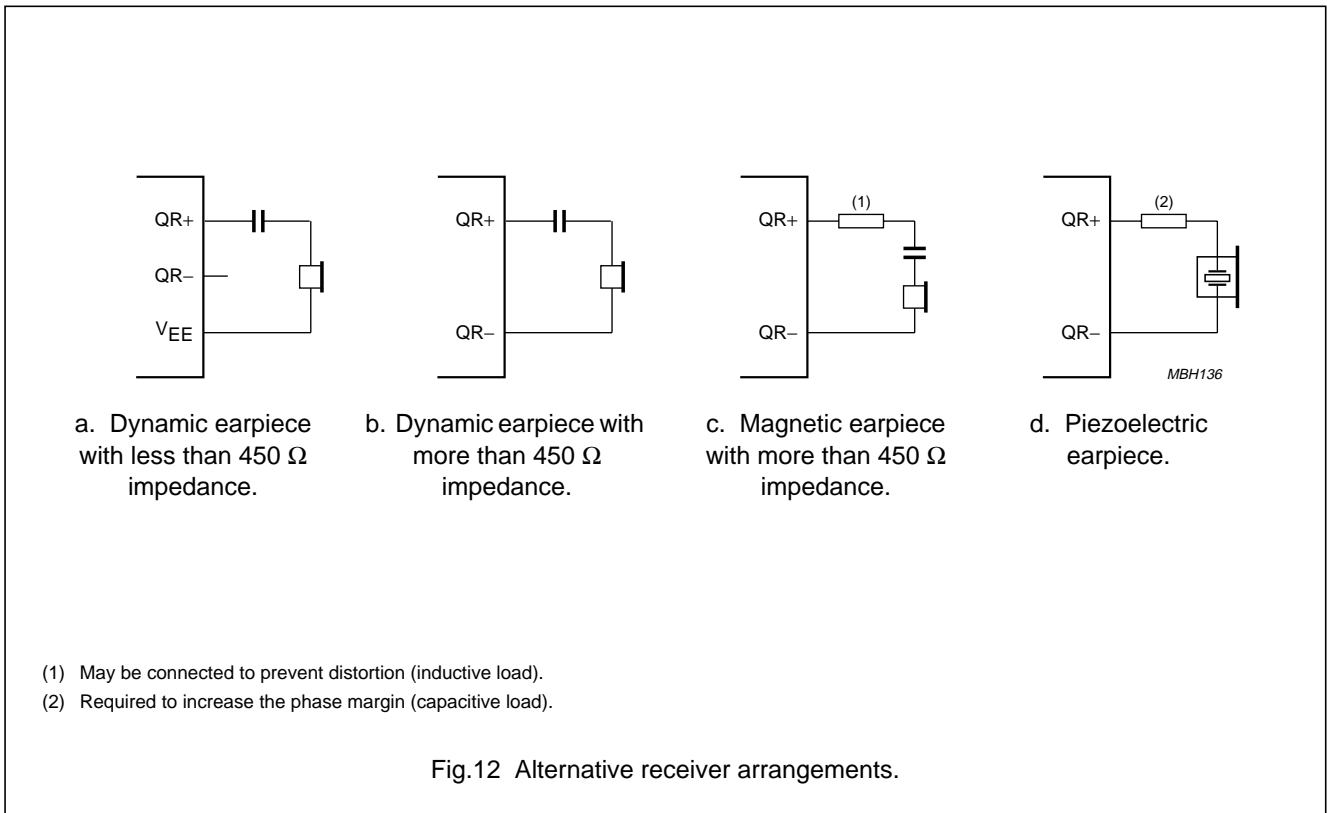 QR+
QR−
VEE
a. Dynamic earpiece
with less than 450 Ω
impedance.
QR+
QR−
b. Dynamic earpiece with
more than 450 Ω
impedance.
(1)
QR+
QR−
c. Magnetic earpiece
with more than 450 Ω
impedance.
(2)
QR+
QR−
MBH136
d. Piezoelectric
earpiece.
(1) May be connected to prevent distortion (inductive load).
(2) Required to increase the phase margin (capacitive load).
Fig.12 Alternative receiver arrangements.